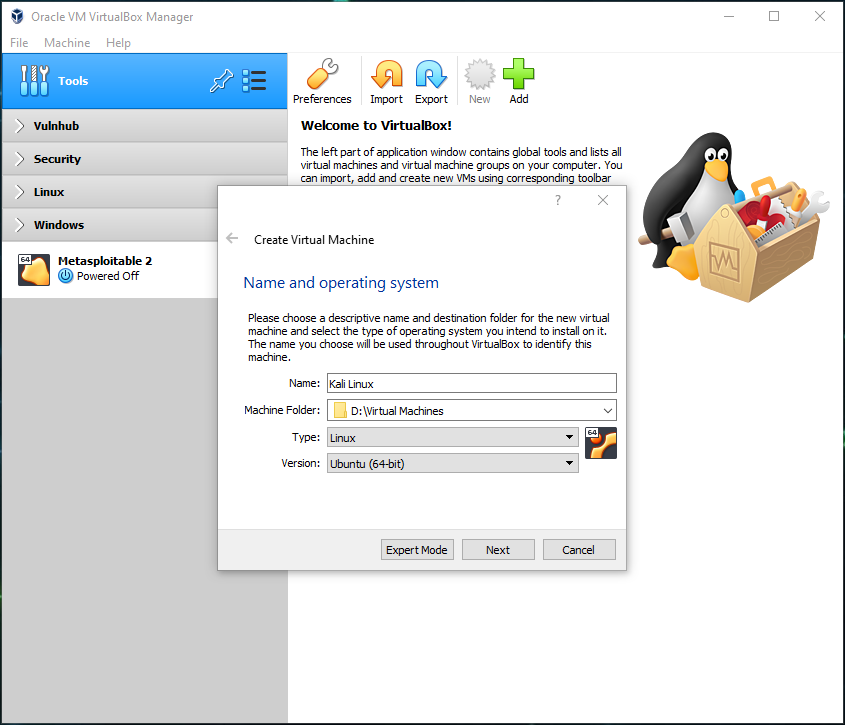 Oracle VM VirtualBox Manager
File Machine Help
Tools
Preferences Import Export New Add
Vulnhub
Security
Linux
Windows
64
Metasploitable 2
Powered Off
Welcome to VirtualBox!
The left part of application window contains global tools and lists all
virtual machines and virtual machine groups on your computer. You
can import, add and create new VMs using corresponding toolbar
?
Create Virtual Machine
Name and operating system
Please choose a descriptive name and destination folder for the new virtual
machine and select the type of operating system you intend to install on it.
The name you choose will be used throughout VirtualBox to identify this
machine.
Name: Kali Linux
Machine Folder: D:\Virtual Machines
Type: Linux
64
Version: Ubuntu (64-bit)
Expert Mode Next Cancel